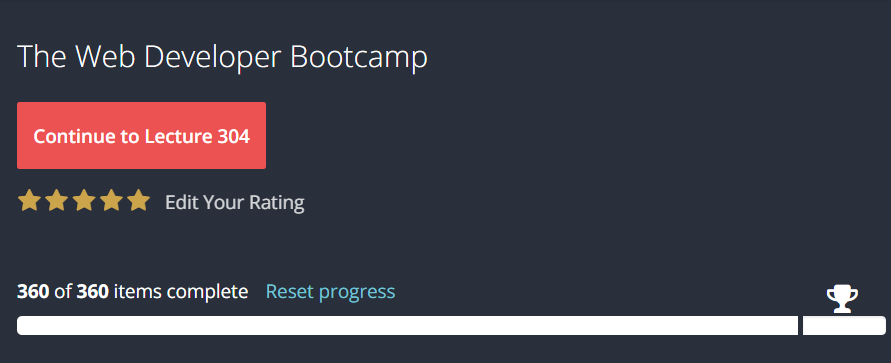 The Web Developer Bootcamp
Continue to Lecture 304
Edit Your Rating
360 of 360 items complete Reset progress